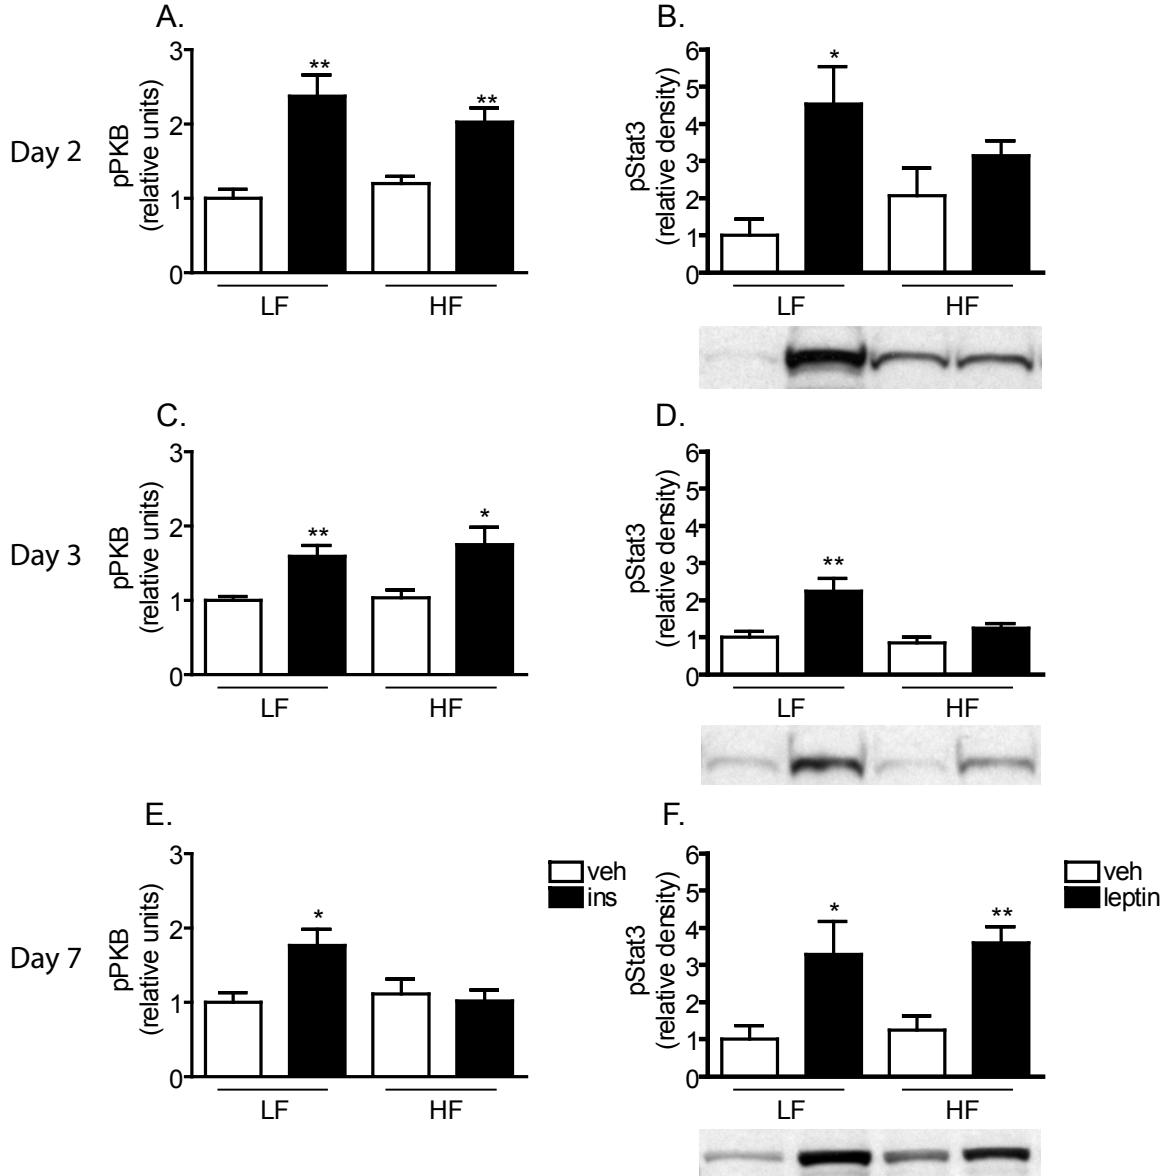 A.
B.
Day 2
pPKB
(relative units)
3
2
1
0
**
**
LF
HF
pStat3
(relative density)
6
5
4
3
2
1
0
*
LF
HF
C.
D.
Day 3
pPKB
(relative units)
3
2
1
0
**
*
LF
HF
pStat3
(relative density)
6
5
4
3
2
1
0
**
LF
HF
E.
F.
Day 7
pPKB
(relative units)
3
2
1
0
*
LF
HF
veh
ins
pStat3
(relative density)
6
5
4
3
2
1
0
*
**
LF
HF
veh
leptin